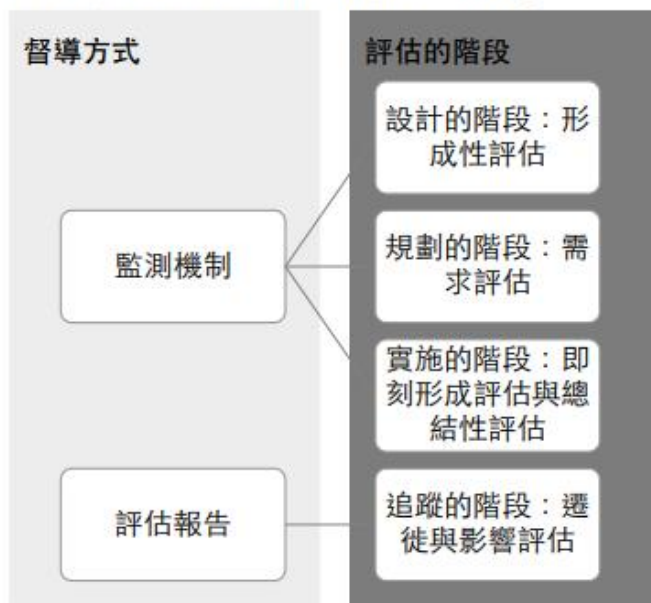 督導方式
評估的階段
設計的階段：形
成性評估
監測機制
規劃的階段：需
求評估
實施的階段：即
刻形成評估與總
結性評估
評估報告
追蹤的階段：遷
徙與影響評估